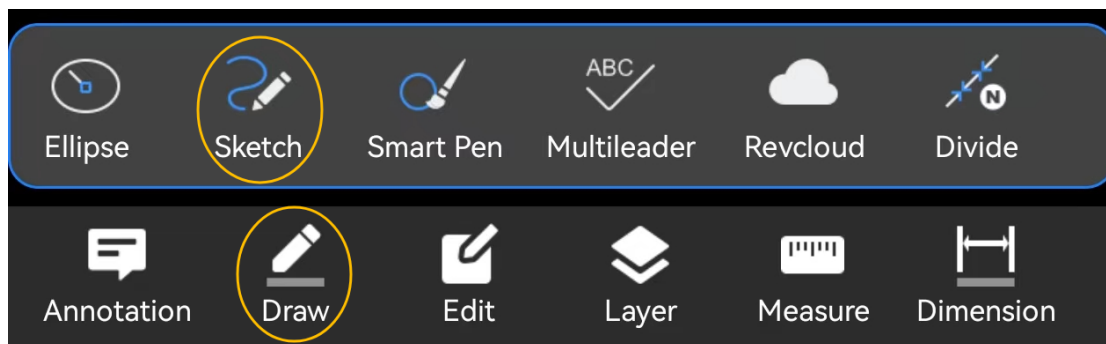 ABC
Ellipse Sketch Smart Pen Multileader Revcloud Divide
N
Annotation Draw Edit Layer Measure Dimension